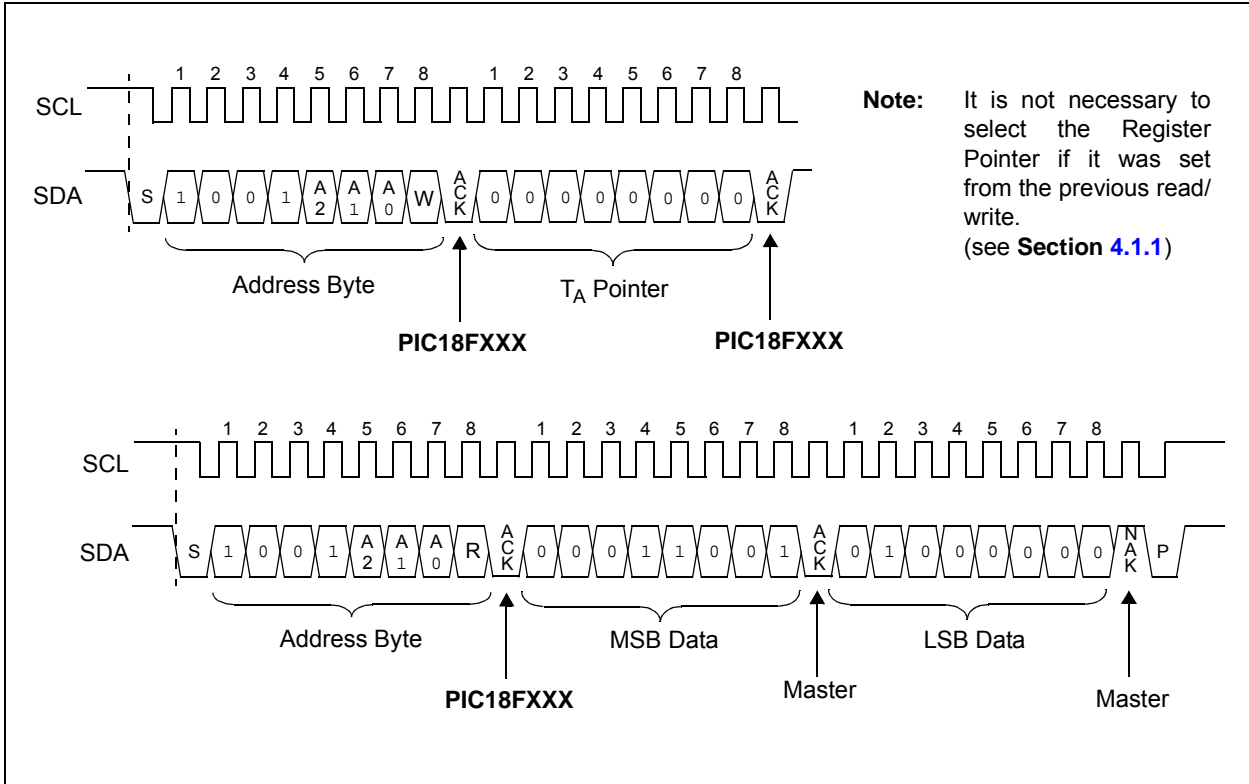 1 2 3 4 5 6 7 8 1 2 3 4 5 6 7 8
SCL
SDA
S 1 0 0 1 A2 A1 A0 W ACK 0 0 0 0 0 0 0 0 ACK
Address Byte TA Pointer
PIC18FXXX PIC18FXXX
Note: It is not necessary to
select the Register
Pointer if it was set
from the previous read/
write.
(see Section 4.1.1)
1 2 3 4 5 6 7 8 1 2 3 4 5 6 7 8 1 2 3 4 5 6 7 8
SCL
SDA
S 1 0 0 1 A2 A1 A0 R ACK 0 0 0 1 1 0 0 1 ACK 0 1 0 0 0 0 0 0 NAK P
Address Byte MSB Data LSB Data
PIC18FXXX Master Master